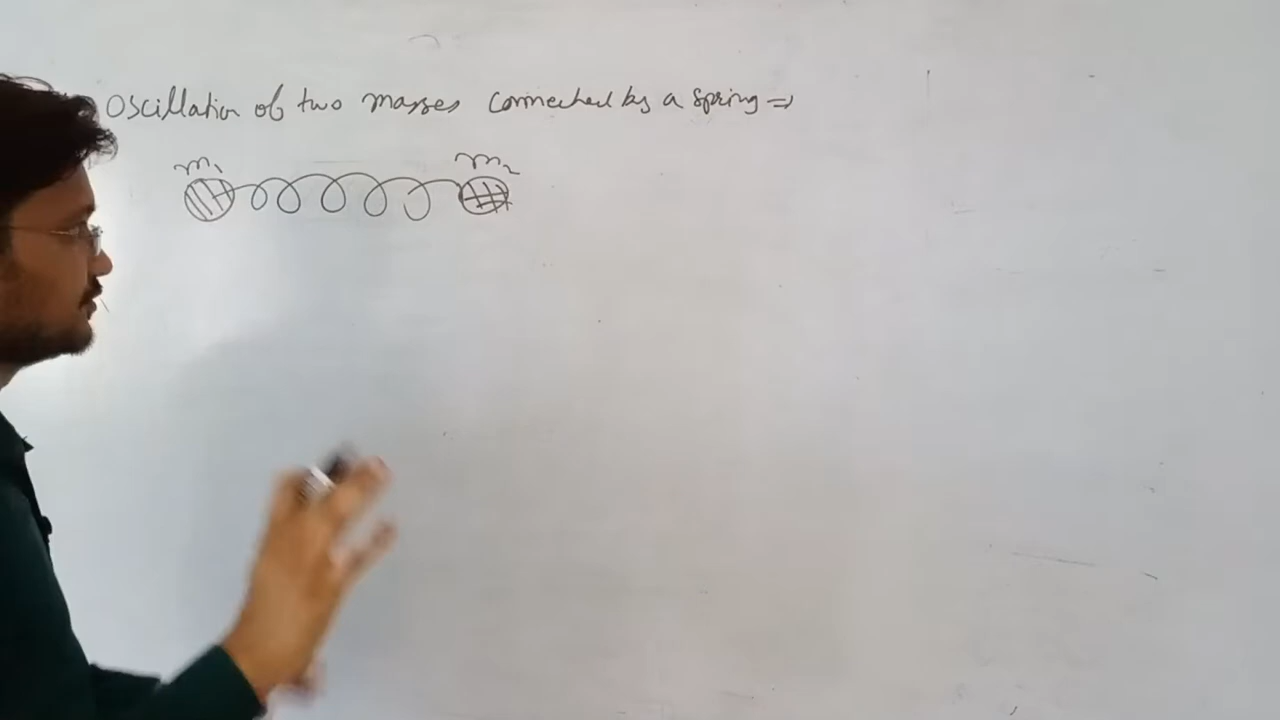 Oscillation of two masses connected by a spring ⇒
m₁ m₂